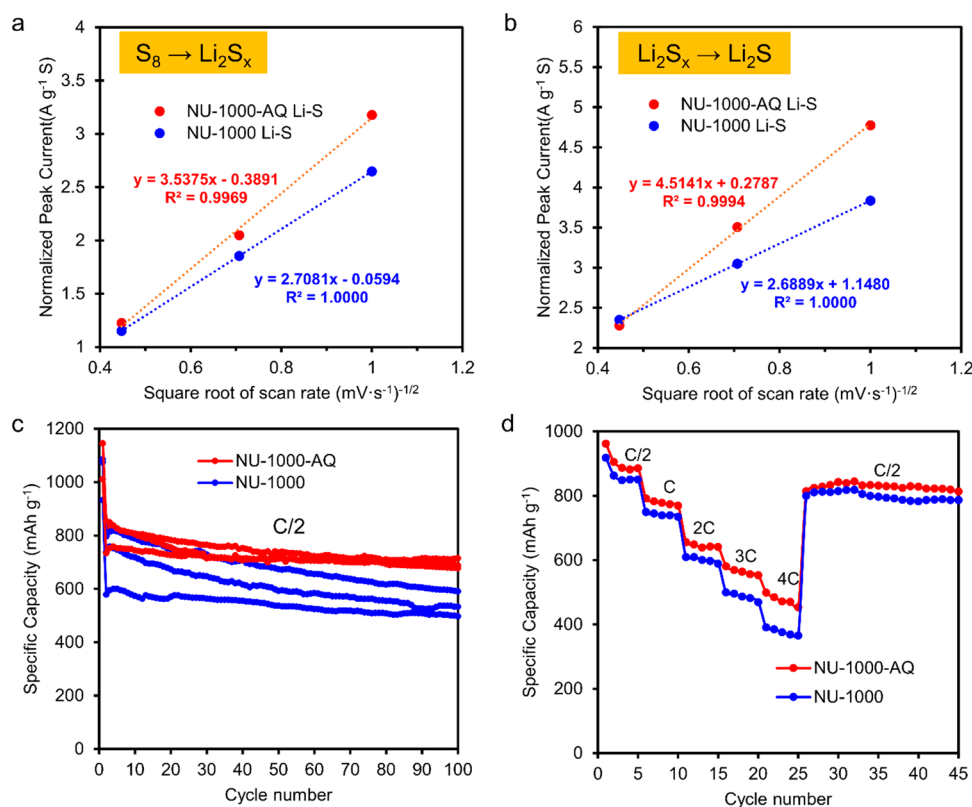 a
S₈ → Li₂Sₓ
NU-1000-AQ Li-S
NU-1000 Li-S
y = 3.5375x - 0.3891
R² = 0.9969
y = 2.7081x - 0.0594
R² = 1.0000
Normalized Peak Current(A g⁻¹ S)
4
3.5
3
2.5
2
1.5
1
0.4
0.6
0.8
1
1.2
Square root of scan rate (mV·s⁻¹)⁻¹/²
b
Li₂Sₓ → Li₂S
NU-1000-AQ Li-S
NU-1000 Li-S
y = 4.5141x + 0.2787
R² = 0.9994
y = 2.6889x + 1.1480
R² = 1.0000
Normalized Peak Current(A g⁻¹ S)
6
5.5
5
4.5
4
3.5
3
2.5
2
0.4
0.6
0.8
1
1.2
Square root of scan rate (mV·s⁻¹)⁻¹/²
c
NU-1000-AQ
NU-1000
C/2
Specific Capacity (mAh g⁻¹)
1200
1000
800
600
400
200
0
0
10
20
30
40
50
60
70
80
90
100
Cycle number
d
C/2
C
2C
3C
4C
C/2
NU-1000-AQ
NU-1000
Specific Capacity (mAh g⁻¹)
1000
800
600
400
200
0
0
5
10
15
20
25
30
35
40
45
Cycle number